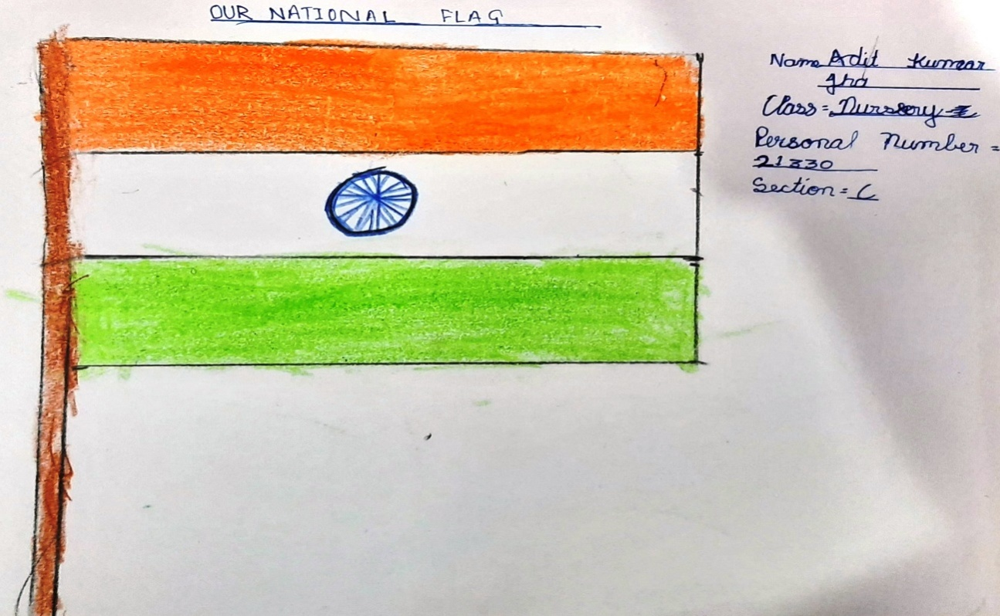 OUR NATIONAL FLAG
Name Adit Kumar
Jha
Class = Nursery
Personal Number =
21330
Section = C